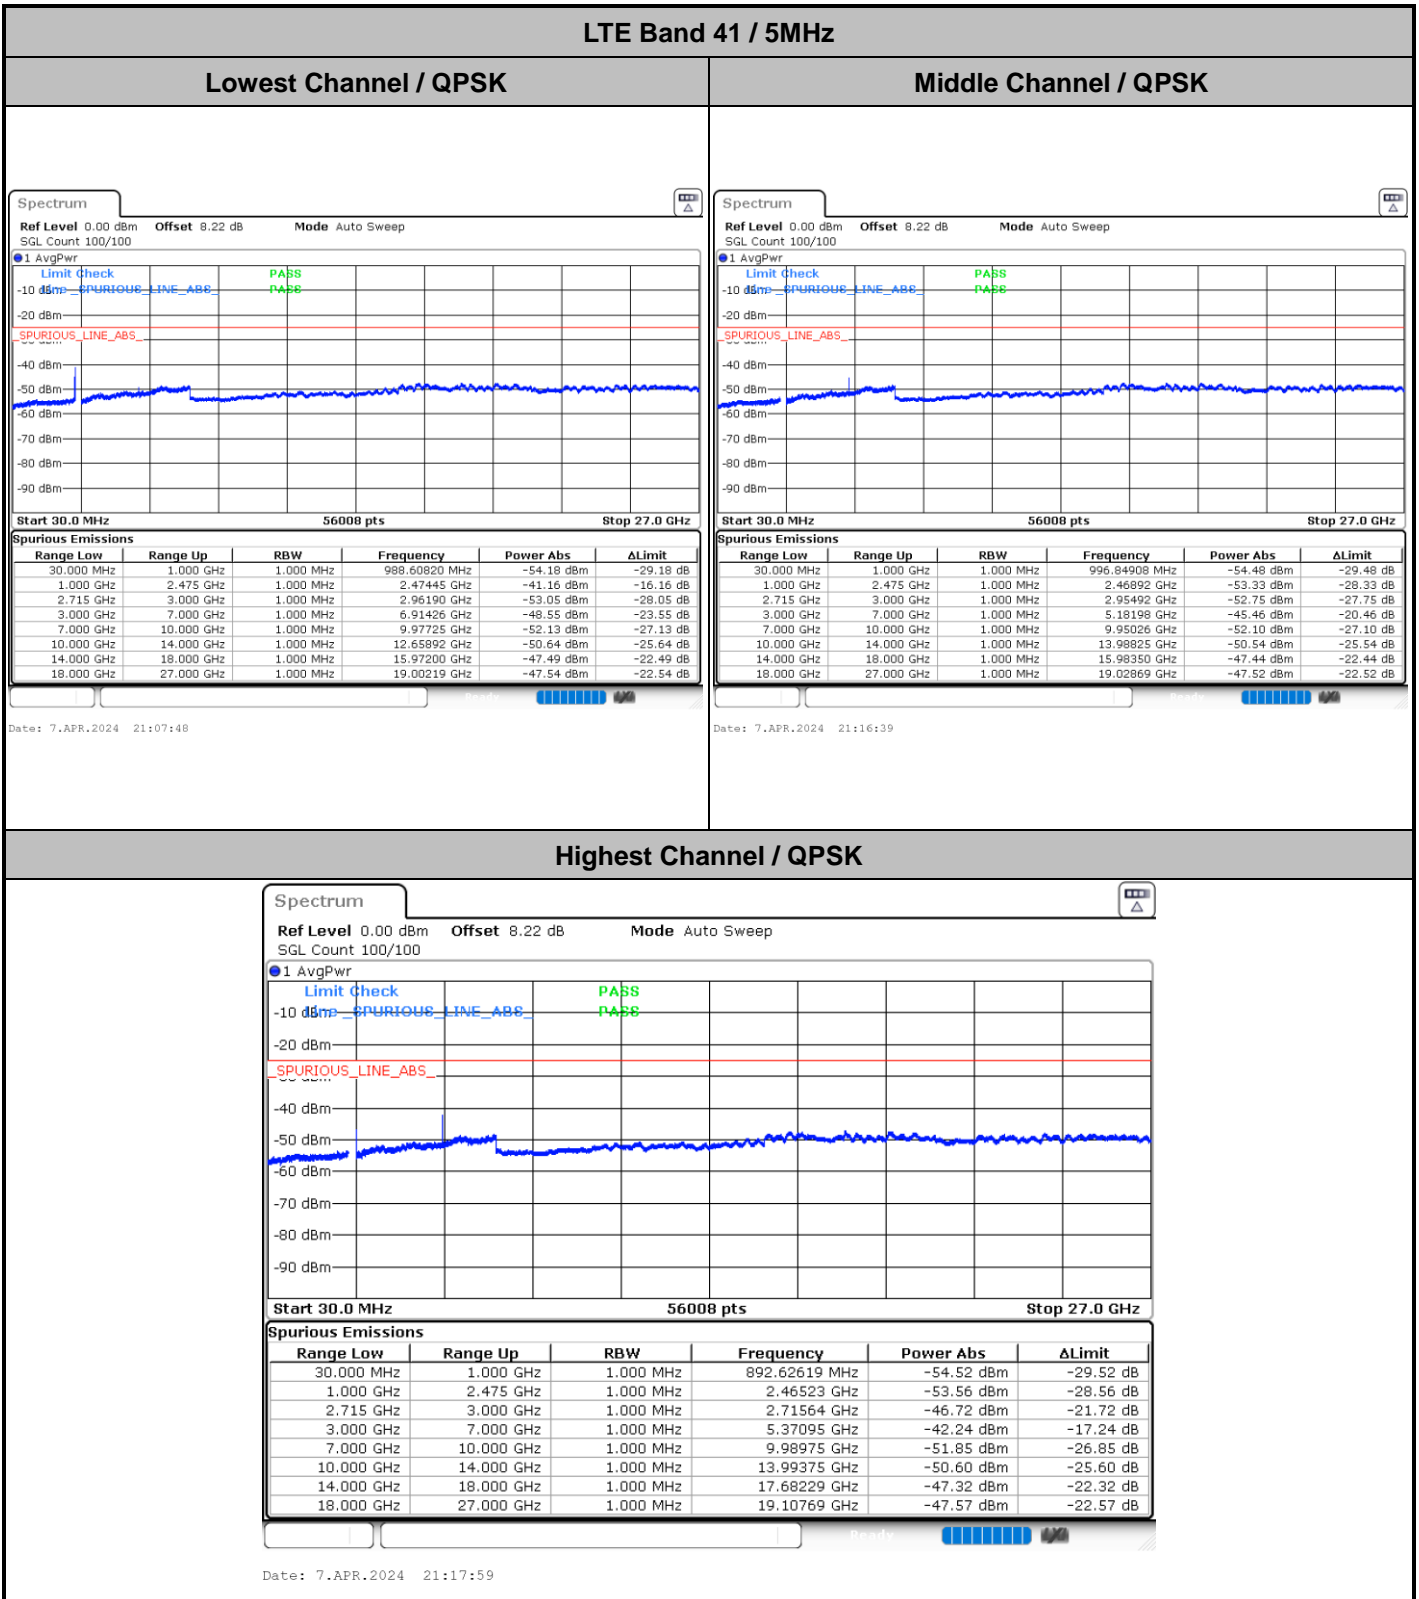 LTE Band 41 / 5MHz
Lowest Channel / QPSK
Middle Channel / QPSK
Spectrum
Ref Level 0.00 dBm Offset 8.22 dB Mode Auto Sweep
SGL Count 100/100
1 AvgPwr
Limit Check PASS
-10 dBm Line _SPURIOUS_LINE_ABS_ PASS
-20 dBm
_SPURIOUS_LINE_ABS_
-40 dBm
-50 dBm
-60 dBm
-70 dBm
-80 dBm
-90 dBm
Start 30.0 MHz 56008 pts Stop 27.0 GHz
Spurious Emissions
Range Low Range Up RBW Frequency Power Abs ΔLimit
30.000 MHz 1.000 GHz 1.000 MHz 988.60820 MHz -54.18 dBm -29.18 dB
1.000 GHz 2.475 GHz 1.000 MHz 2.47445 GHz -41.16 dBm -16.16 dB
2.715 GHz 3.000 GHz 1.000 MHz 2.96190 GHz -53.05 dBm -28.05 dB
3.000 GHz 7.000 GHz 1.000 MHz 6.91426 GHz -48.55 dBm -23.55 dB
7.000 GHz 10.000 GHz 1.000 MHz 9.97725 GHz -52.13 dBm -27.13 dB
10.000 GHz 14.000 GHz 1.000 MHz 12.65892 GHz -50.64 dBm -25.64 dB
14.000 GHz 18.000 GHz 1.000 MHz 15.97200 GHz -47.49 dBm -22.49 dB
18.000 GHz 27.000 GHz 1.000 MHz 19.00219 GHz -47.54 dBm -22.54 dB
Ready
Date: 7.APR.2024 21:07:48
Spectrum
Ref Level 0.00 dBm Offset 8.22 dB Mode Auto Sweep
SGL Count 100/100
1 AvgPwr
Limit Check PASS
-10 dBm Line _SPURIOUS_LINE_ABS_ PASS
-20 dBm
_SPURIOUS_LINE_ABS_
-40 dBm
-50 dBm
-60 dBm
-70 dBm
-80 dBm
-90 dBm
Start 30.0 MHz 56008 pts Stop 27.0 GHz
Spurious Emissions
Range Low Range Up RBW Frequency Power Abs ΔLimit
30.000 MHz 1.000 GHz 1.000 MHz 996.84908 MHz -54.48 dBm -29.48 dB
1.000 GHz 2.475 GHz 1.000 MHz 2.46892 GHz -53.33 dBm -28.33 dB
2.715 GHz 3.000 GHz 1.000 MHz 2.95492 GHz -52.75 dBm -27.75 dB
3.000 GHz 7.000 GHz 1.000 MHz 5.18198 GHz -45.46 dBm -20.46 dB
7.000 GHz 10.000 GHz 1.000 MHz 9.95026 GHz -52.10 dBm -27.10 dB
10.000 GHz 14.000 GHz 1.000 MHz 13.98825 GHz -50.54 dBm -25.54 dB
14.000 GHz 18.000 GHz 1.000 MHz 15.98350 GHz -47.44 dBm -22.44 dB
18.000 GHz 27.000 GHz 1.000 MHz 19.02869 GHz -47.52 dBm -22.52 dB
Ready
Date: 7.APR.2024 21:16:39
Highest Channel / QPSK
Spectrum
Ref Level 0.00 dBm Offset 8.22 dB Mode Auto Sweep
SGL Count 100/100
1 AvgPwr
Limit Check PASS
-10 dBm Line _SPURIOUS_LINE_ABS_ PASS
-20 dBm
_SPURIOUS_LINE_ABS_
-40 dBm
-50 dBm
-60 dBm
-70 dBm
-80 dBm
-90 dBm
Start 30.0 MHz 56008 pts Stop 27.0 GHz
Spurious Emissions
Range Low Range Up RBW Frequency Power Abs ΔLimit
30.000 MHz 1.000 GHz 1.000 MHz 892.62619 MHz -54.52 dBm -29.52 dB
1.000 GHz 2.475 GHz 1.000 MHz 2.46523 GHz -53.56 dBm -28.56 dB
2.715 GHz 3.000 GHz 1.000 MHz 2.71564 GHz -46.72 dBm -21.72 dB
3.000 GHz 7.000 GHz 1.000 MHz 5.37095 GHz -42.24 dBm -17.24 dB
7.000 GHz 10.000 GHz 1.000 MHz 9.98975 GHz -51.85 dBm -26.85 dB
10.000 GHz 14.000 GHz 1.000 MHz 13.99375 GHz -50.60 dBm -25.60 dB
14.000 GHz 18.000 GHz 1.000 MHz 17.68229 GHz -47.32 dBm -22.32 dB
18.000 GHz 27.000 GHz 1.000 MHz 19.10769 GHz -47.57 dBm -22.57 dB
Ready
Date: 7.APR.2024 21:17:59